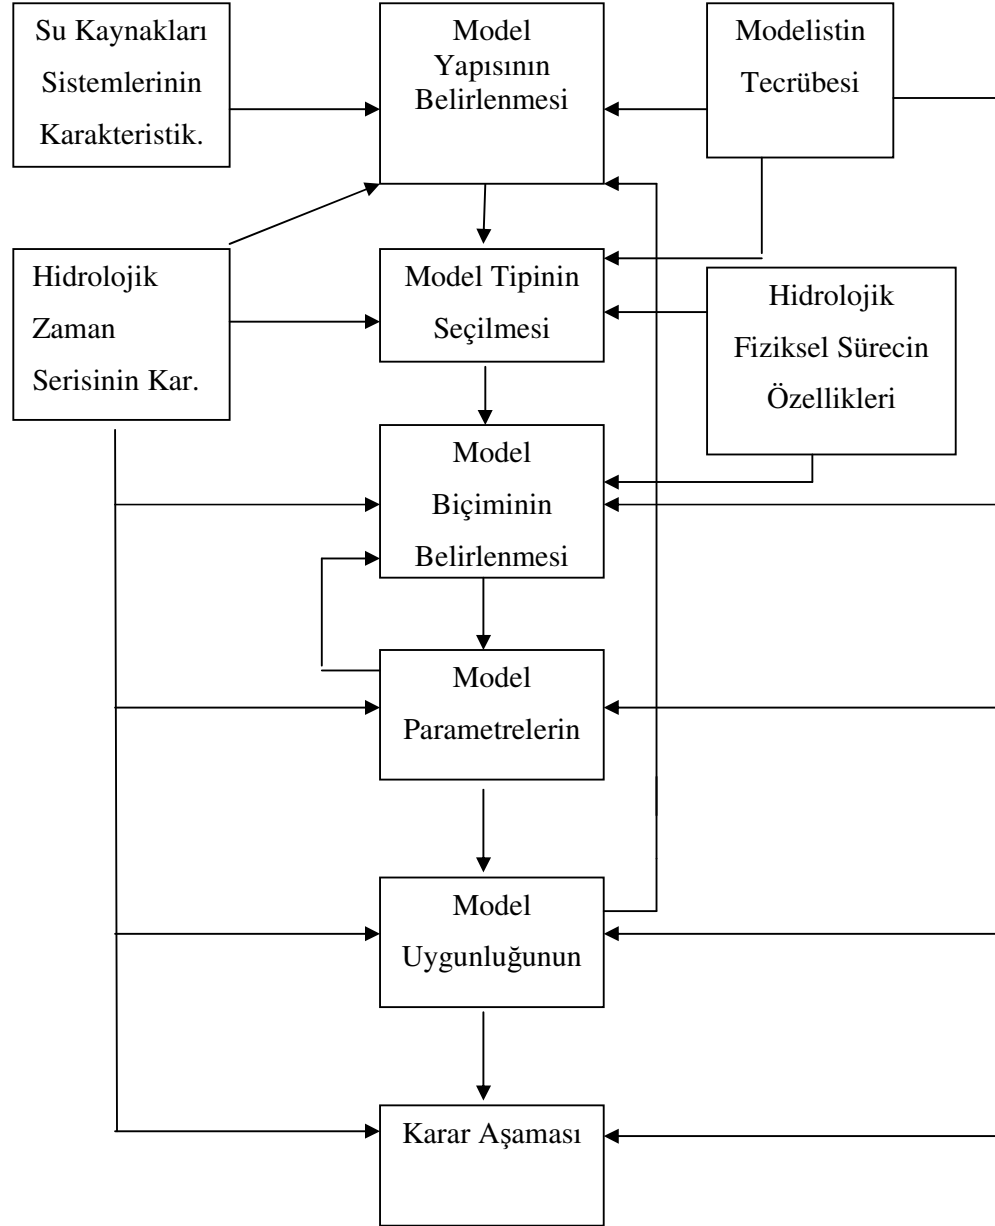 Su Kaynakları
Sistemlerinin
Karakteristik.
Model
Yapısının
Belirlenmesi
Modelistin
Tecrübesi
Hidrolojik
Zaman
Serisinin Kar.
Model Tipinin
Seçilmesi
Hidrolojik
Fiziksel Sürecin
Özellikleri
Model
Biçiminin
Belirlenmesi
Model
Parametrelerin
Model
Uygunluğunun
Karar Aşaması